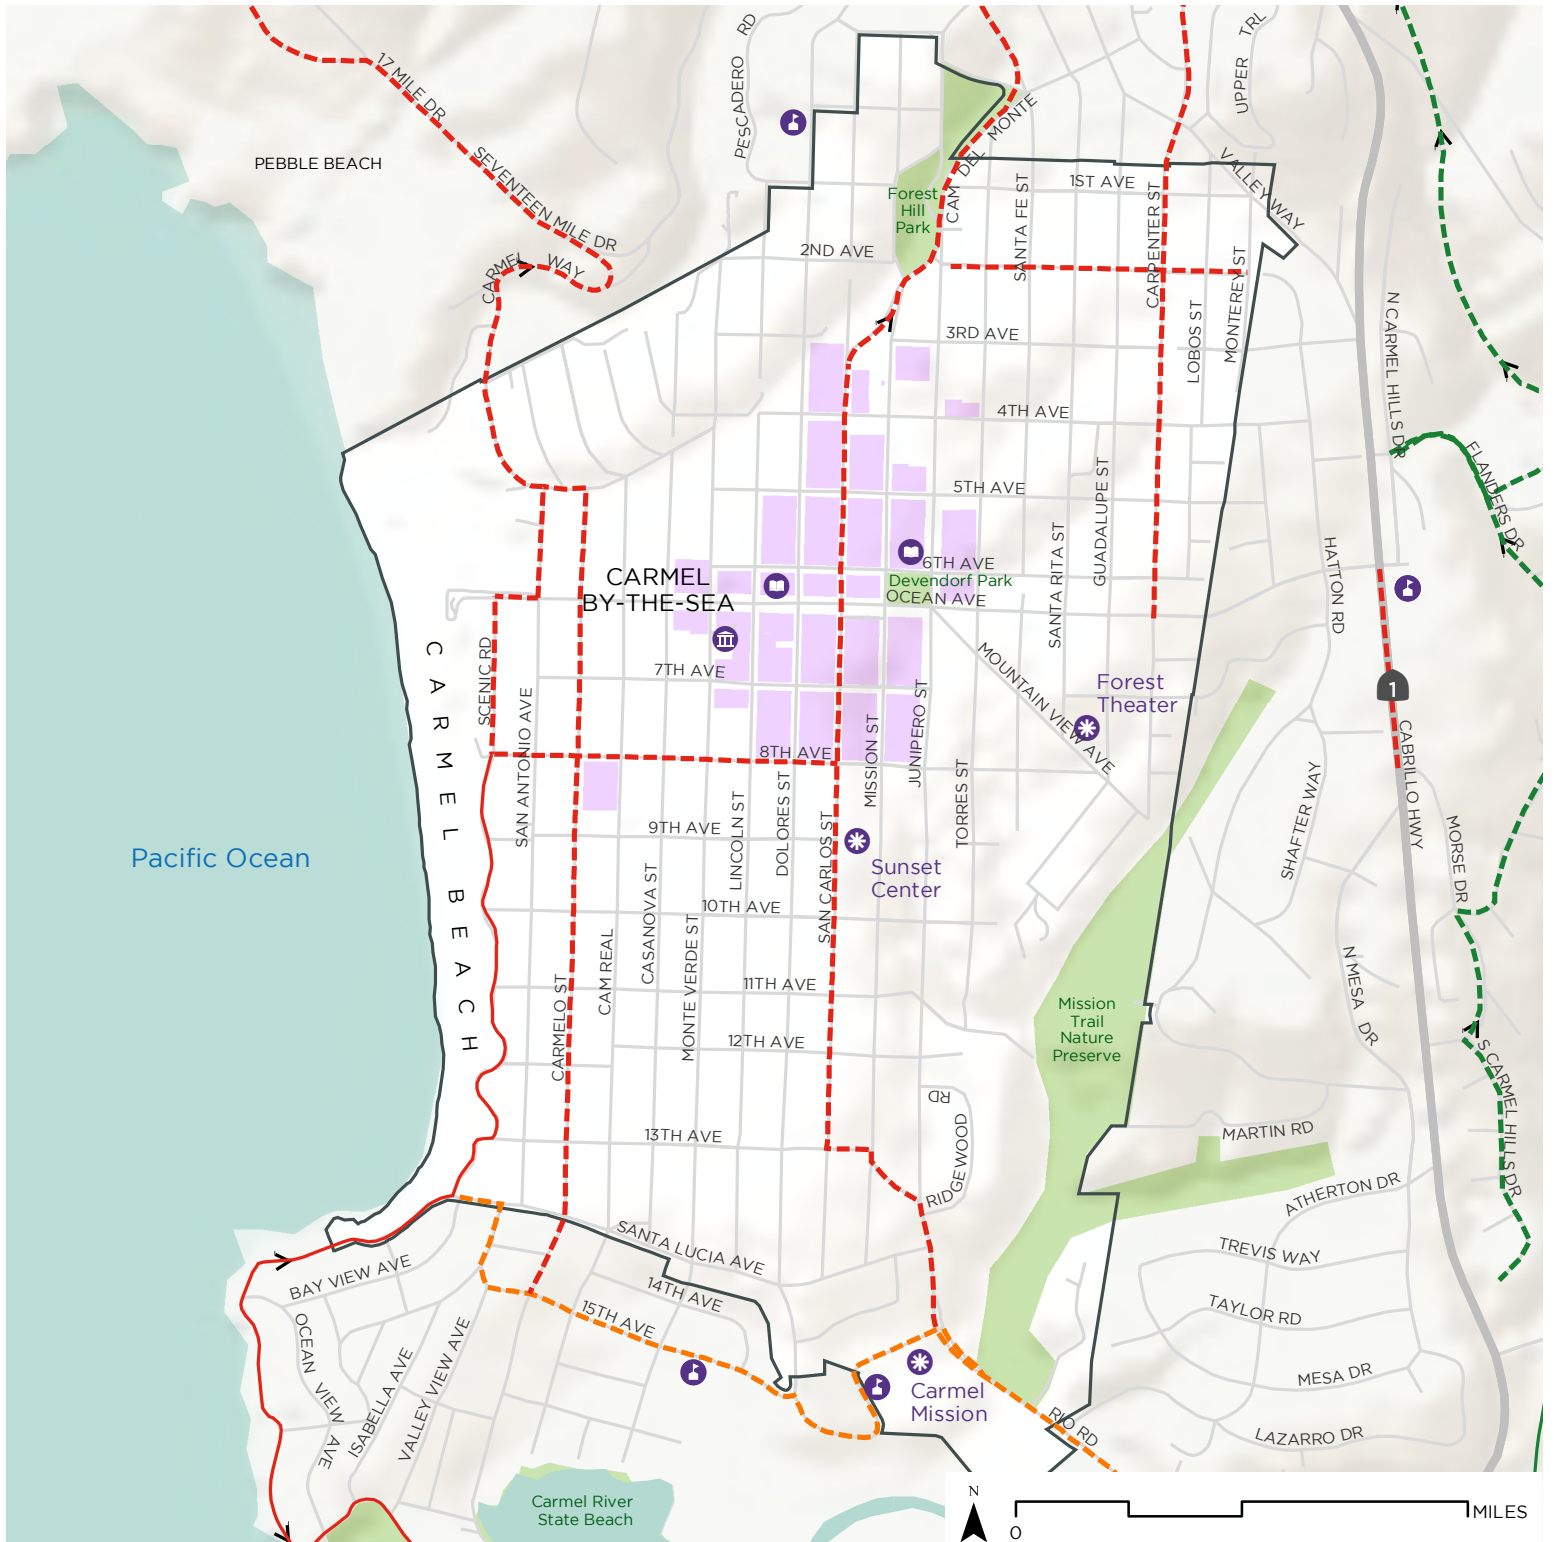 17 MILE DR
PESCADERO RD
UPPER TRL
PEBBLE BEACH
SEVENTEEN MILE DR
CAM DEL MONTE
1ST AVE
VALLEY WAY
Forest
Hill
Park
SANTA FE ST
CARPENTER ST
2ND AVE
CARMEL WAY
MONTEREY ST
LOBOS ST
3RD AVE
N CARMEL HILLS DR
4TH AVE
5TH AVE
GUADALUPE ST
FLANDERS DR
6TH AVE
SANTA RITA ST
HATTON RD
CARMEL
BY-THE-SEA
Devendorf Park
OCEAN AVE
CARMEL BEACH
SCENIC RD
7TH AVE
MOUNTAIN VIEW AVE
Forest
Theater
1
SAN ANTONIO AVE
MISSION ST
JUNIPERO ST
8TH AVE
CABRILLO HWY
TORRES ST
SHAFTER WAY
MORSE DR
LINCOLN ST
DOLORES ST
SAN CARLOS ST
9TH AVE
Pacific Ocean
Sunset
Center
CASANOVA ST
10TH AVE
CAM REAL
MONTE VERDE ST
N MESA DR
CARMELO ST
11TH AVE
Mission
Trail
Nature
Preserve
12TH AVE
S CARMEL HILLS DR
RIDGEWOOD RD
13TH AVE
MARTIN RD
ATHERTON DR
SANTA LUCIA AVE
TREVIS WAY
BAY VIEW AVE
14TH AVE
15TH AVE
TAYLOR RD
OCEAN VIEW AVE
ISABELLA AVE
VALLEY VIEW AVE
Carmel
Mission
MESA DR
RIO RD
LAZARRO DR
Carmel River
State Beach
N
0
MILES